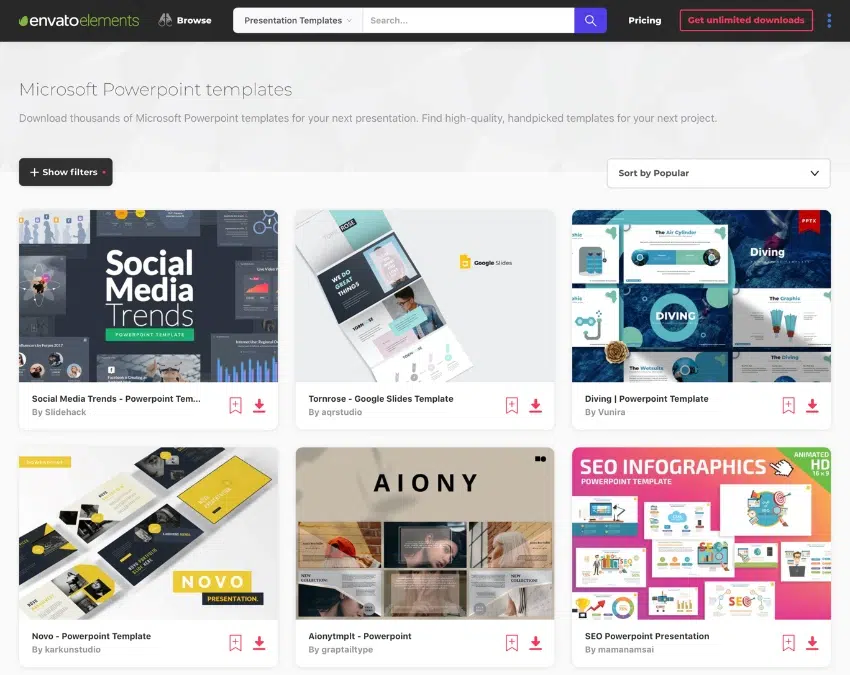 envatoelements
Browse
Presentation Templates
Search...
Pricing
Get unlimited downloads
Microsoft Powerpoint templates
Download thousands of Microsoft Powerpoint templates for your next presentation. Find high-quality, handpicked templates for your next project.
+ Show filters
Sort by Popular
Social
Media
Trends
POWERPOINT TEMPLATE
TORNROSE
WE DO
GREAT
THINGS
Google Slides
PPTX
The Air Cylinder
Diving
DIVING
The Graphic
The Wetsuits
The Diving
Social Media Trends - Powerpoint Tem...
By Slidehack
Tornrose - Google Slides Template
By aqrstudio
Diving | Powerpoint Template
By Vunira
POWERPOINT
NOVO
PRESENTATION.
AIONY
NEW
COLLECTION!
NEW
COLLECTION!
SEO INFOGRAPHICS
POWERPOINT TEMPLATE
ANIMATED
HD
16 x 9
SEO
SEO
Novo - Powerpoint Template
By karkunstudio
Aionytmplt - Powerpoint
By graptailtype
SEO Powerpoint Presentation
By mamanamsai